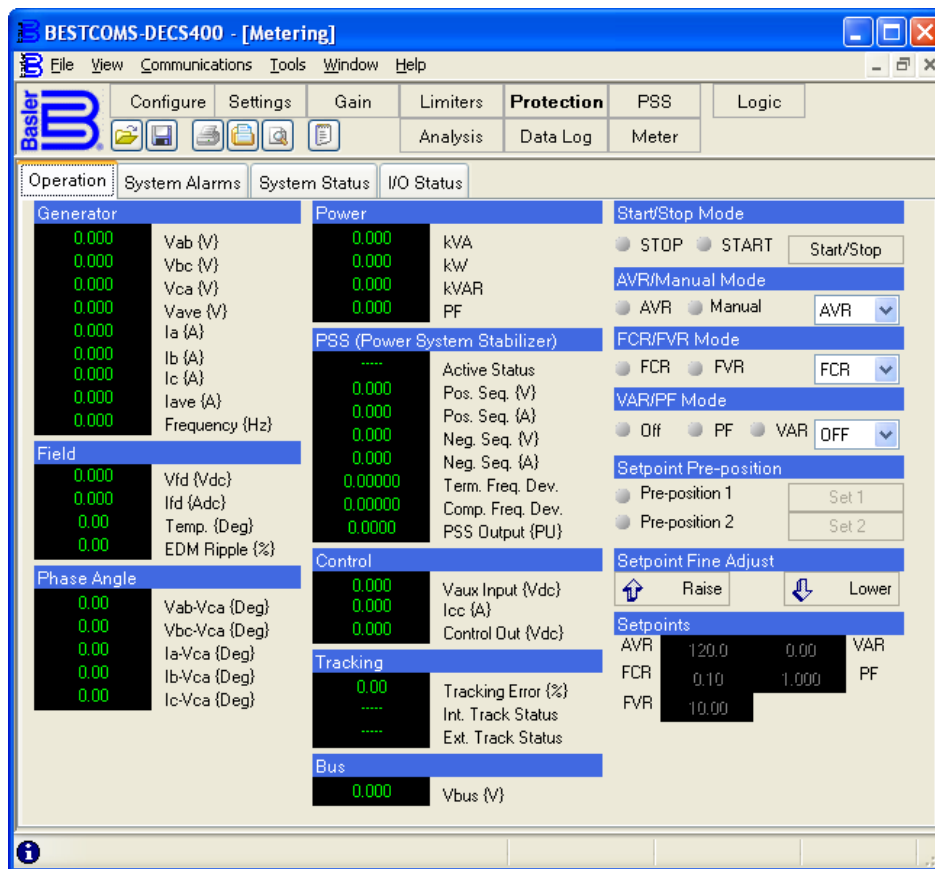 BESTCOMS-DECS400 - [Metering]
File View Communications Tools Window Help
Basler
Configure Settings Gain Limiters Protection PSS Logic
Analysis Data Log Meter
Operation System Alarms System Status I/O Status
Generator
0.000 Vab {V}
0.000 Vbc {V}
0.000 Vca {V}
0.000 Vave {V}
0.000 Ia {A}
0.000 Ib {A}
0.000 Ic {A}
0.000 Iave {A}
0.000 Frequency {Hz}
Field
0.000 Vfd {Vdc}
0.000 Ifd {Adc}
0.00 Temp. {Deg}
0.00 EDM Ripple {%}
Phase Angle
0.00 Vab-Vca {Deg}
0.00 Vbc-Vca {Deg}
0.00 Ia-Vca {Deg}
0.00 Ib-Vca {Deg}
0.00 Ic-Vca {Deg}
Power
0.000 kVA
0.000 kW
0.000 kVAR
0.000 PF
PSS (Power System Stabilizer)
----- Active Status
0.000 Pos. Seq. {V}
0.000 Pos. Seq. {A}
0.000 Neg. Seq. {V}
0.000 Neg. Seq. {A}
0.00000 Term. Freq. Dev.
0.00000 Comp. Freq. Dev.
0.0000 PSS Output {PU}
Control
0.000 Vaux Input {Vdc}
0.000 Icc {A}
0.000 Control Out {Vdc}
Tracking
0.00 Tracking Error {%}
----- Int. Track Status
----- Ext. Track Status
Bus
0.000 Vbus {V}
Start/Stop Mode
STOP START Start/Stop
AVR/Manual Mode
AVR Manual AVR
FCR/FVR Mode
FCR FVR FCR
VAR/PF Mode
Off PF VAR OFF
Setpoint Pre-position
Pre-position 1 Set 1
Pre-position 2 Set 2
Setpoint Fine Adjust
Raise Lower
Setpoints
AVR 120.0 0.00 VAR
FCR 0.10 1.000 PF
FVR 10.00